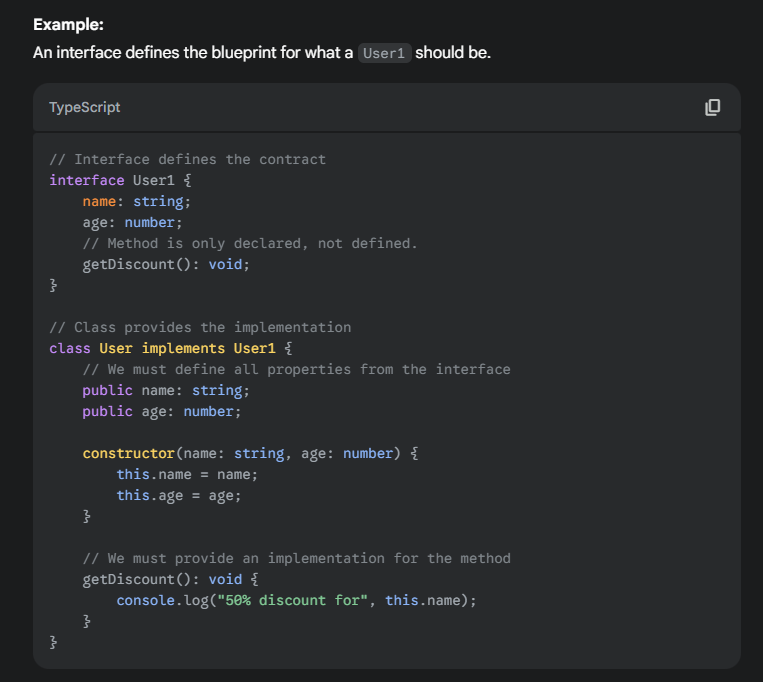 Example:
An interface defines the blueprint for what a User1 should be.
TypeScript
// Interface defines the contract
interface User1 {
    name: string;
    age: number;
    // Method is only declared, not defined.
    getDiscount(): void;
}

// Class provides the implementation
class User implements User1 {
    // We must define all properties from the interface
    public name: string;
    public age: number;

    constructor(name: string, age: number) {
        this.name = name;
        this.age = age;
    }

    // We must provide an implementation for the method
    getDiscount(): void {
        console.log("50% discount for", this.name);
    }
}